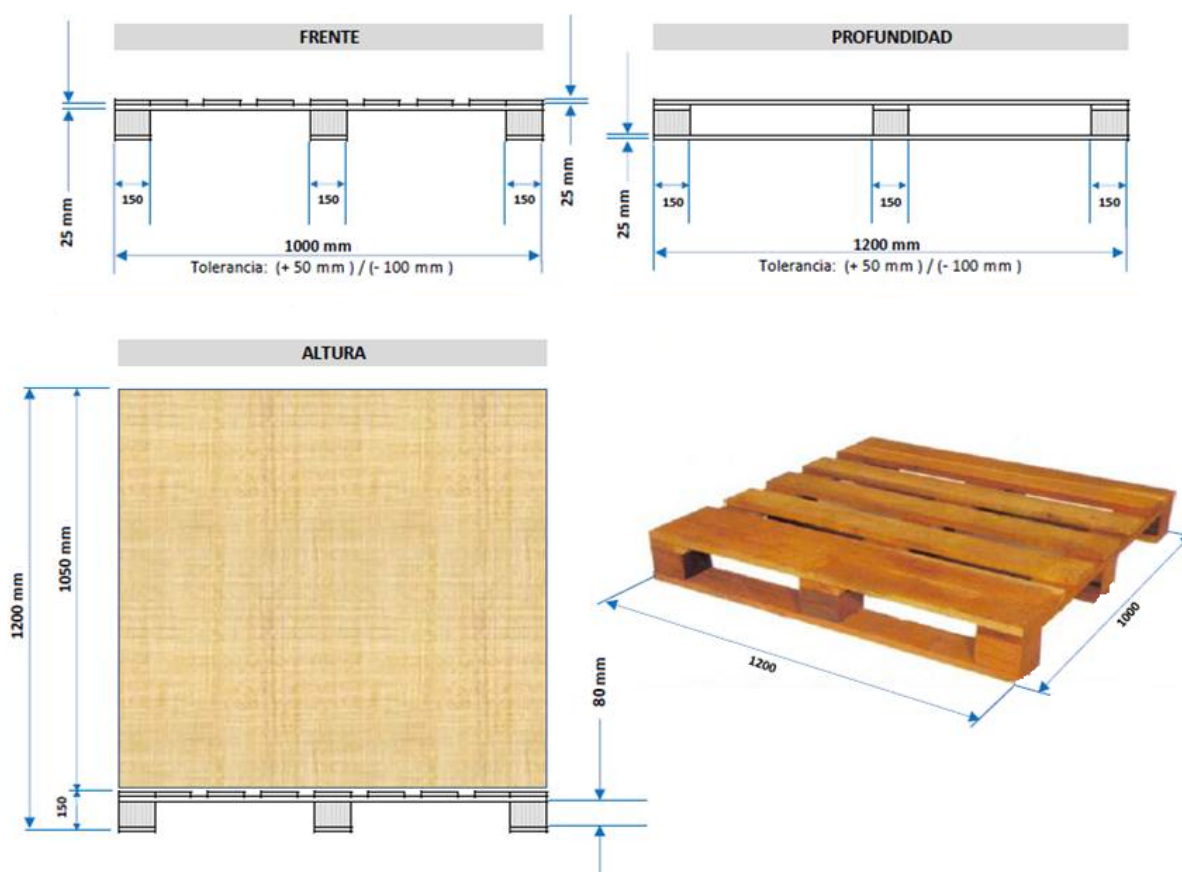 FRENTE
25 mm
25 mm
150
150
150
1000 mm
Tolerancia: (+ 50 mm ) / (- 100 mm )
PROFUNDIDAD
25 mm
150
150
150
1200 mm
Tolerancia: (+ 50 mm ) / (- 100 mm )
ALTURA
1200 mm
1050 mm
150
80 mm
1200
1000